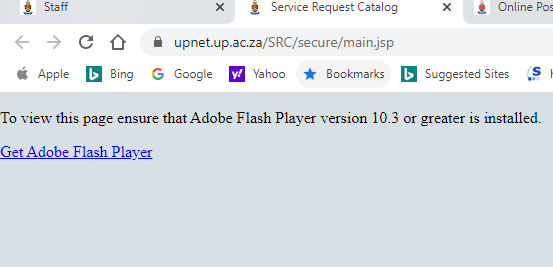 Staff
Service Request Catalog
Online Pos
upnet.up.ac.za/SRC/secure/main.jsp
Apple
Bing
Google
Yahoo
Bookmarks
Suggested Sites
To view this page ensure that Adobe Flash Player version 10.3 or greater is installed.
Get Adobe Flash Player